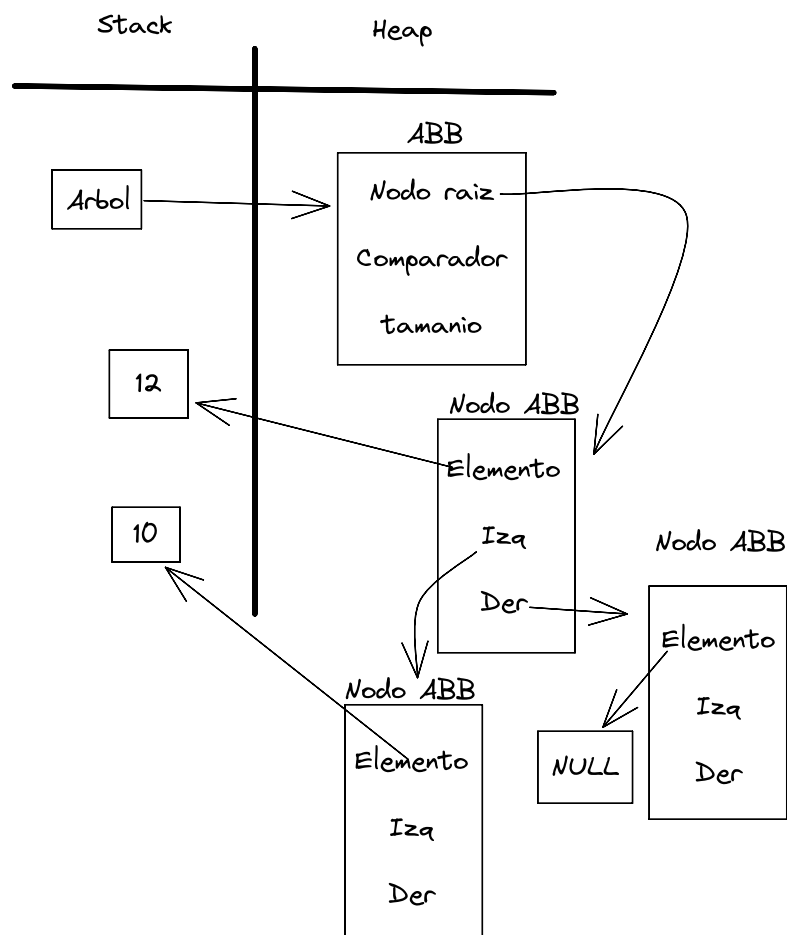 Stack
Heap
ABB
Arbol
Nodo raiz
Comparador
tamanio
12
Nodo ABB
Elemento
Izq
Der
10
Nodo ABB
Elemento
Izq
Der
NULL
Nodo ABB
Elemento
Izq
Der